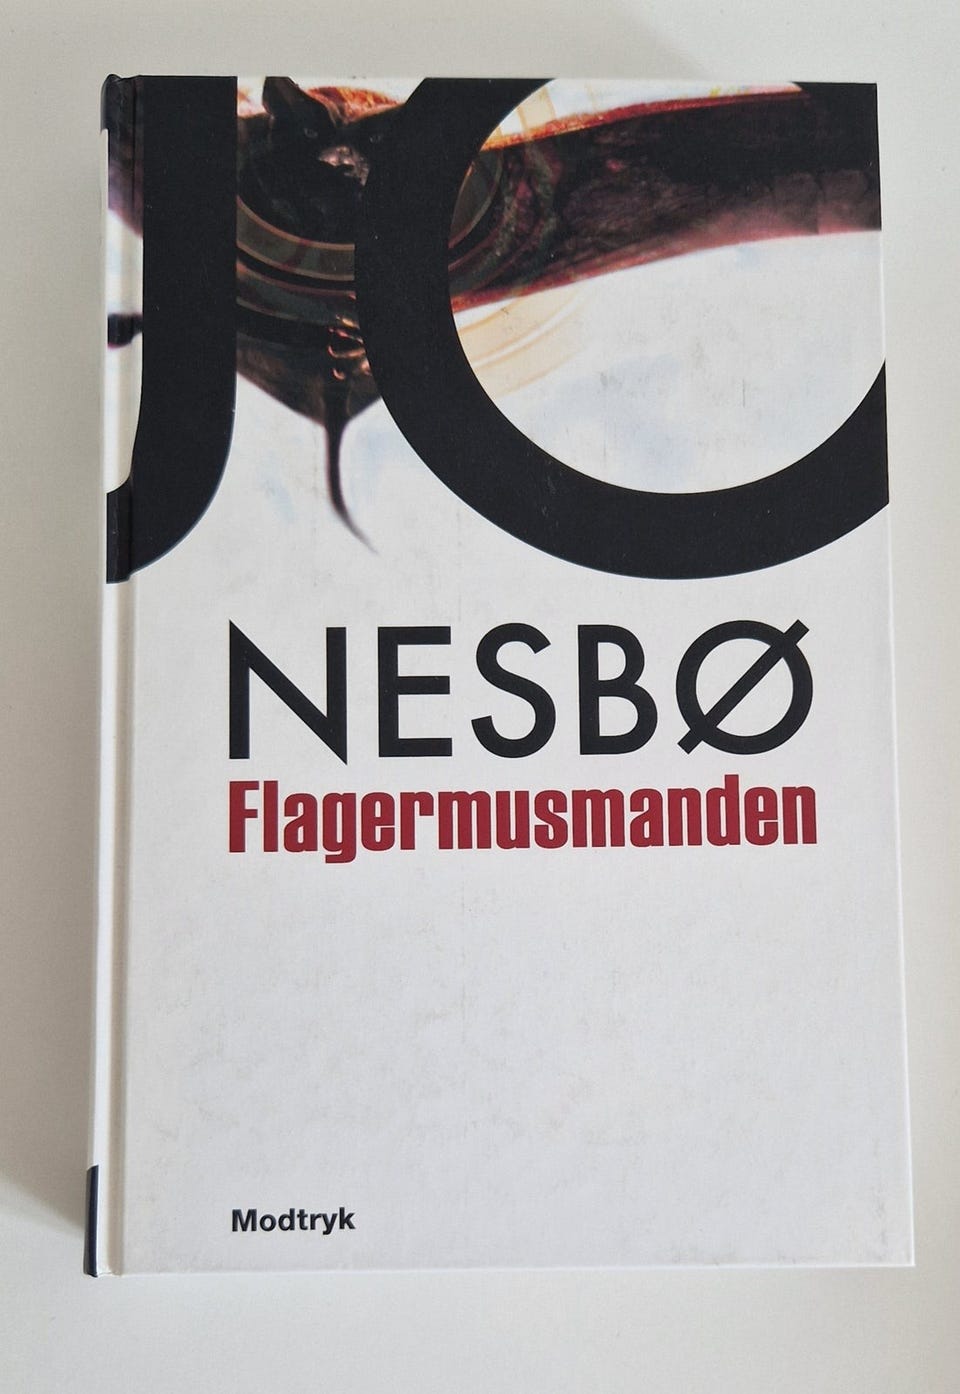 JO
NESBØ
Flagermusmanden
Modtryk